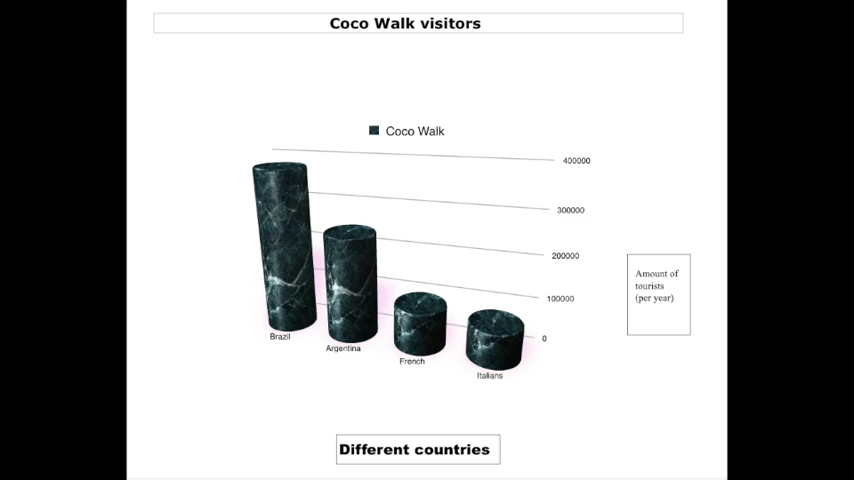 Coco Walk visitors
Coco Walk
400000
300000
200000
100000
0
Amount of
tourists
(per year)
Brazil
Argentina
French
Italians
Different countries